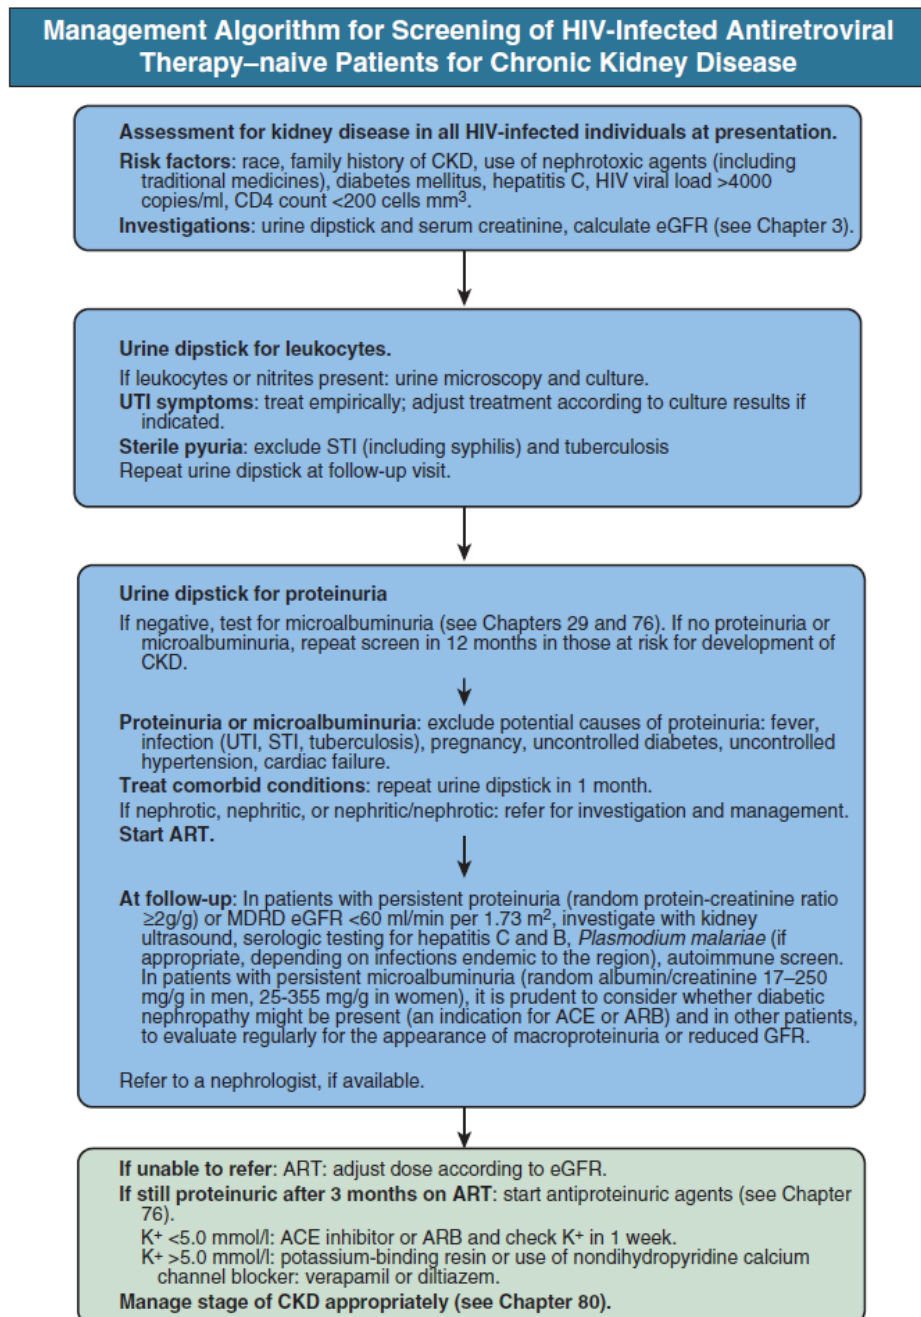 Management Algorithm for Screening of HIV-Infected Antiretroviral
Therapy–naive Patients for Chronic Kidney Disease
Assessment for kidney disease in all HIV-infected individuals at presentation.
Risk factors: race, family history of CKD, use of nephrotoxic agents (including
traditional medicines), diabetes mellitus, hepatitis C, HIV viral load >4000
copies/ml, CD4 count <200 cells mm³.
Investigations: urine dipstick and serum creatinine, calculate eGFR (see Chapter 3).
Urine dipstick for leukocytes.
If leukocytes or nitrites present: urine microscopy and culture.
UTI symptoms: treat empirically; adjust treatment according to culture results if
indicated.
Sterile pyuria: exclude STI (including syphilis) and tuberculosis
Repeat urine dipstick at follow-up visit.
Urine dipstick for proteinuria
If negative, test for microalbuminuria (see Chapters 29 and 76). If no proteinuria or
microalbuminuria, repeat screen in 12 months in those at risk for development of
CKD.
Proteinuria or microalbuminuria: exclude potential causes of proteinuria: fever,
infection (UTI, STI, tuberculosis), pregnancy, uncontrolled diabetes, uncontrolled
hypertension, cardiac failure.
Treat comorbid conditions: repeat urine dipstick in 1 month.
If nephrotic, nephritic, or nephritic/nephrotic: refer for investigation and management.
Start ART.
At follow-up: In patients with persistent proteinuria (random protein-creatinine ratio
≥2g/g) or MDRD eGFR <60 ml/min per 1.73 m², investigate with kidney
ultrasound, serologic testing for hepatitis C and B, Plasmodium malariae (if
appropriate, depending on infections endemic to the region), autoimmune screen.
In patients with persistent microalbuminuria (random albumin/creatinine 17–250
mg/g in men, 25-355 mg/g in women), it is prudent to consider whether diabetic
nephropathy might be present (an indication for ACE or ARB) and in other patients,
to evaluate regularly for the appearance of macroproteinuria or reduced GFR.
Refer to a nephrologist, if available.
If unable to refer: ART: adjust dose according to eGFR.
If still proteinuric after 3 months on ART: start antiproteinuric agents (see Chapter
76).
K⁺ <5.0 mmol/l: ACE inhibitor or ARB and check K⁺ in 1 week.
K⁺ >5.0 mmol/l: potassium-binding resin or use of nondihydropyridine calcium
channel blocker: verapamil or diltiazem.
Manage stage of CKD appropriately (see Chapter 80).